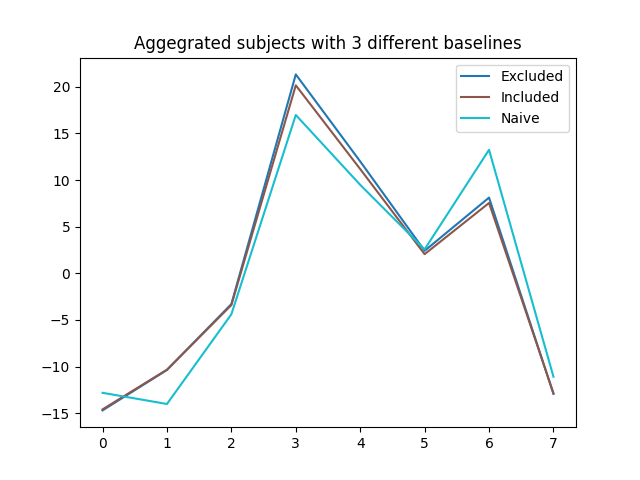 Aggegrated subjects with 3 different baselines
Excluded
Included
Naive
20
15
10
5
0
−5
−10
−15
0 1 2 3 4 5 6 7